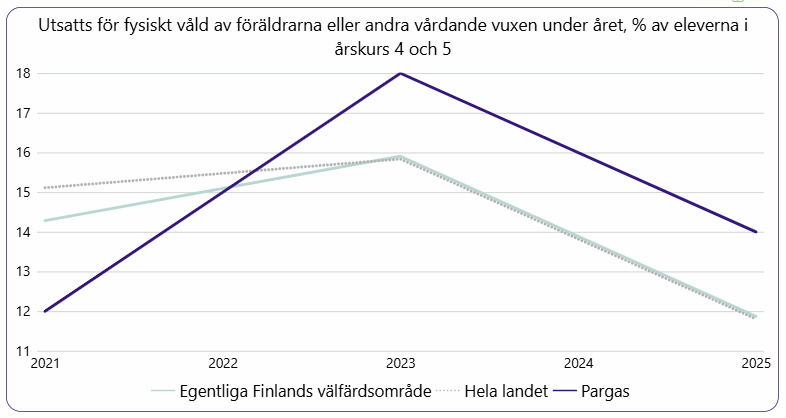 Utsatts för fysiskt våld av föräldrarna eller andra vårdande vuxen under året, % av eleverna i
årskurs 4 och 5
18
17
16
15
14
13
12
11
2021 2022 2023 2024 2025
Egentliga Finlands välfärdsområde Hela landet Pargas